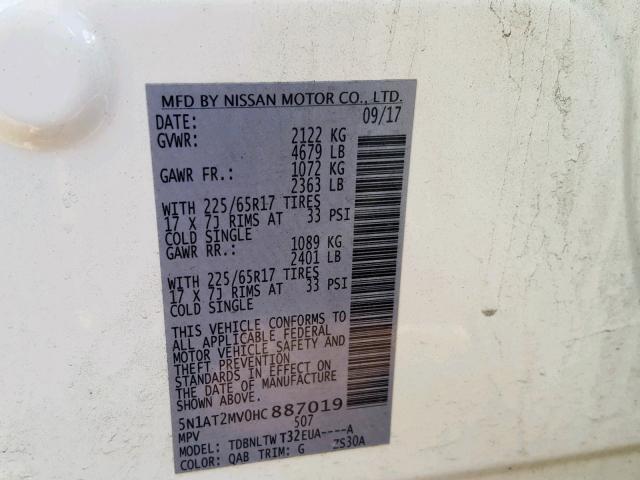 MFD BY NISSAN MOTOR CO., LTD.
DATE: 09/17
GVWR: 2122 KG
4679 LB
GAWR FR.: 1072 KG
2363 LB
WITH 225/65R17 TIRES
17 X 7J RIMS AT 33 PSI
COLD SINGLE
GAWR RR.: 1089 KG
2401 LB
WITH 225/65R17 TIRES
17 X 7J RIMS AT 33 PSI
COLD SINGLE
THIS VEHICLE CONFORMS TO
ALL APPLICABLE FEDERAL
MOTOR VEHICLE SAFETY AND
THEFT PREVENTION
STANDARDS IN EFFECT ON
THE DATE OF MANUFACTURE
5N1AT2MV0HC 887019
MPV 507
MODEL: TDBNLTW T32EUA----A
COLOR: QAB TRIM: G ZS30A